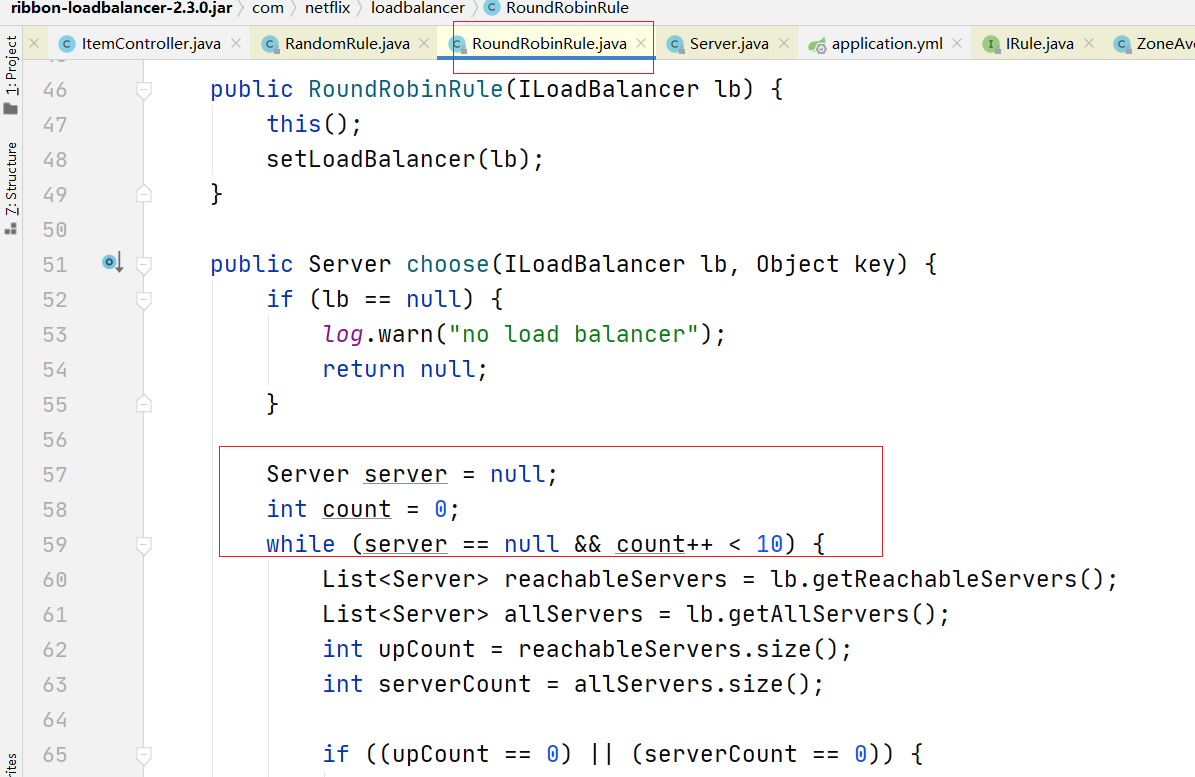 ribbon-loadbalancer-2.3.0.jar com netflix loadbalancer C RoundRobinRule
C ItemController.java C RandomRule.java C RoundRobinRule.java C Server.java application.yml I IRule.java C ZoneAve
1: Project
Z: Structure
rites
46 public RoundRobinRule(ILoadBalancer lb) {
47 this();
48 setLoadBalancer(lb);
49 }
50
51 public Server choose(ILoadBalancer lb, Object key) {
52 if (lb == null) {
53 log.warn("no load balancer");
54 return null;
55 }
56
57 Server server = null;
58 int count = 0;
59 while (server == null && count++ < 10) {
60 List<Server> reachableServers = lb.getReachableServers();
61 List<Server> allServers = lb.getAllServers();
62 int upCount = reachableServers.size();
63 int serverCount = allServers.size();
64
65 if ((upCount == 0) || (serverCount == 0)) {